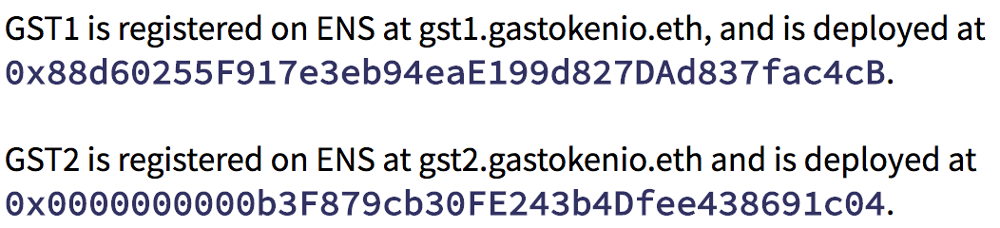 GST1 is registered on ENS at gst1.gastokenio.eth, and is deployed at
0x88d60255F917e3eb94eaE199d827DAd837fac4cB.
GST2 is registered on ENS at gst2.gastokenio.eth and is deployed at
0x0000000000b3F879cb30FE243b4Dfee438691c04.